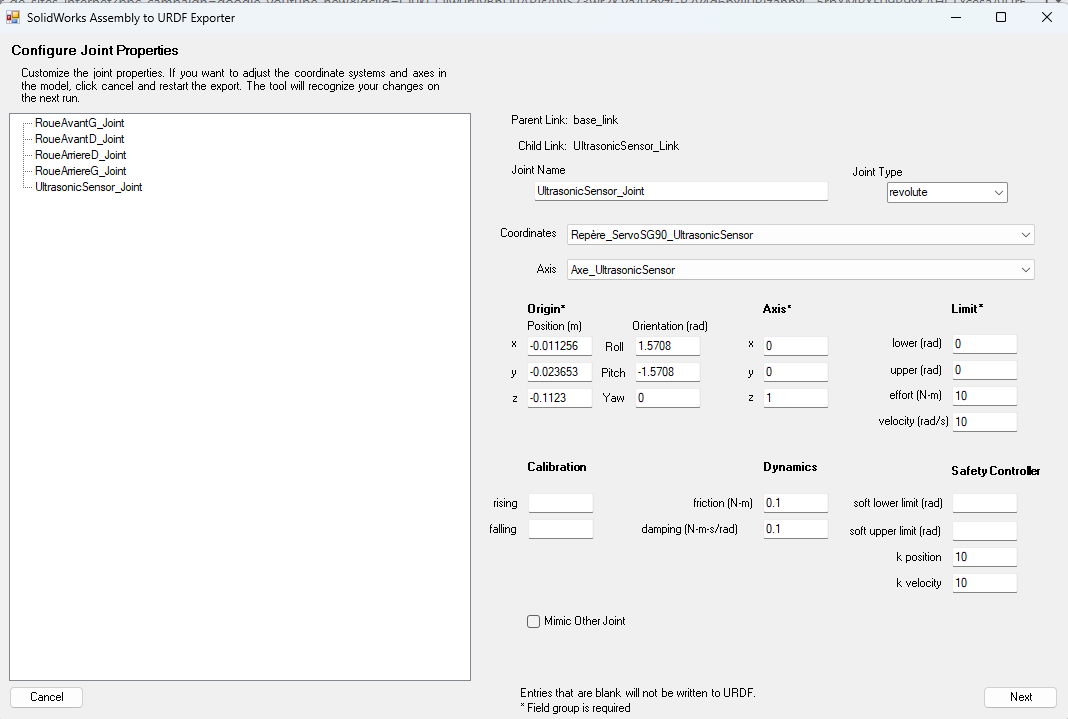 SolidWorks Assembly to URDF Exporter
Configure Joint Properties
Customize the joint properties. If you want to adjust the coordinate systems and axes in
the model, click cancel and restart the export. The tool will recognize your changes on
the next run.
RoueAvantG_Joint
RoueAvantD_Joint
RoueArriereD_Joint
RoueArriereG_Joint
UltrasonicSensor_Joint
Parent Link: base_link
Child Link: UltrasonicSensor_Link
Joint Name
Joint Type
UltrasonicSensor_Joint
revolute
Coordinates Repère_ServoSG90_UltrasonicSensor
Axis Axe_UltrasonicSensor
Origin* Axis* Limit*
Position (m) Orientation (rad)
x -0.011256 Roll 1.5708 x 0 lower (rad) 0
y -0.023653 Pitch -1.5708 y 0 upper (rad) 0
z -0.1123 Yaw 0 z 1 effort (N-m) 10
velocity (rad/s) 10
Calibration Dynamics Safety Controller
rising friction (N-m) 0.1 soft lower limit (rad)
falling damping (N-m-s/rad) 0.1 soft upper limit (rad)
k position 10
k velocity 10
Mimic Other Joint
Entries that are blank will not be written to URDF.
* Field group is required
Cancel
Next